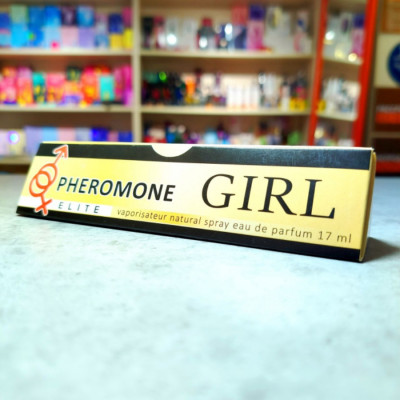 PHEROMONE GIRL
ELITE vaporisateur natural spray eau de parfum 17 ml